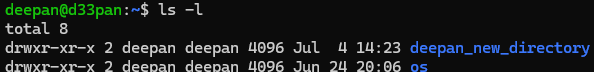 deepan@d33pan:~$ ls -l
total 8
drwxr-xr-x 2 deepan deepan 4096 Jul  4 14:23 deepan_new_directory
drwxr-xr-x 2 deepan deepan 4096 Jun 24 20:06 os